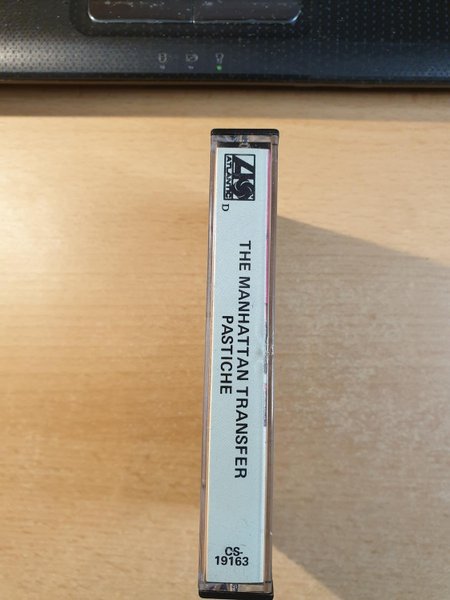 ATLANTIC
D
THE MANHATTAN TRANSFER
PASTICHE
CS-
19163